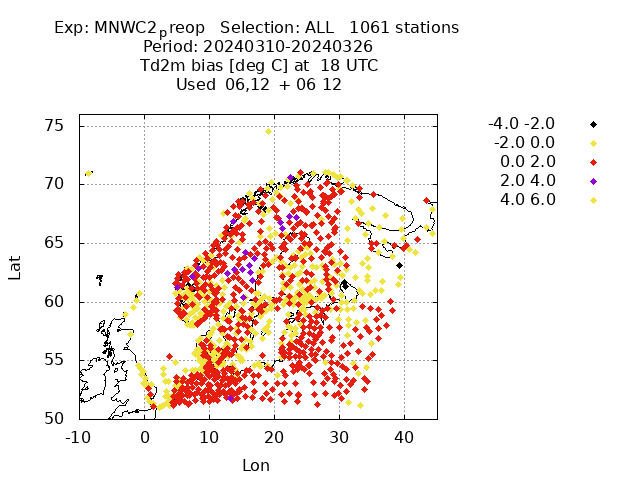 Exp: MNWC2_preop   Selection: ALL   1061 stations
Period: 20240310-20240326
Td2m bias [deg C] at  18 UTC
Used  06,12  + 06 12
-4.0 -2.0
-2.0 0.0
0.0 2.0
2.0 4.0
4.0 6.0
75
70
65
60
55
50
Lat
-10 0 10 20 30 40
Lon